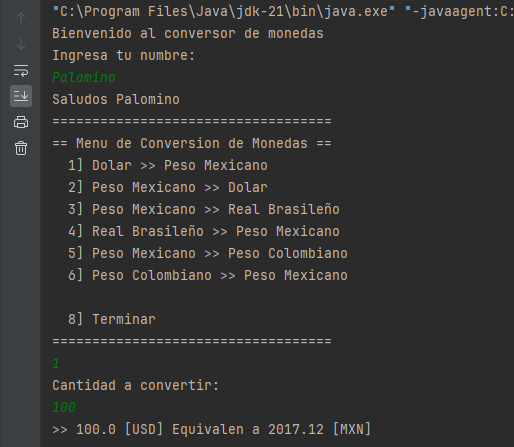 "C:\Program Files\Java\jdk-21\bin\java.exe" "-javaagent:C:
Bienvenido al conversor de monedas
Ingresa tu numbre:
Palomino
Saludos Palomino
===================================
== Menu de Conversion de Monedas ==
1] Dolar >> Peso Mexicano
2] Peso Mexicano >> Dolar
3] Peso Mexicano >> Real Brasileño
4] Real Brasileño >> Peso Mexicano
5] Peso Mexicano >> Peso Colombiano
6] Peso Colombiano >> Peso Mexicano
8] Terminar
===================================
1
Cantidad a convertir:
100
>> 100.0 [USD] Equivalen a 2017.12 [MXN]